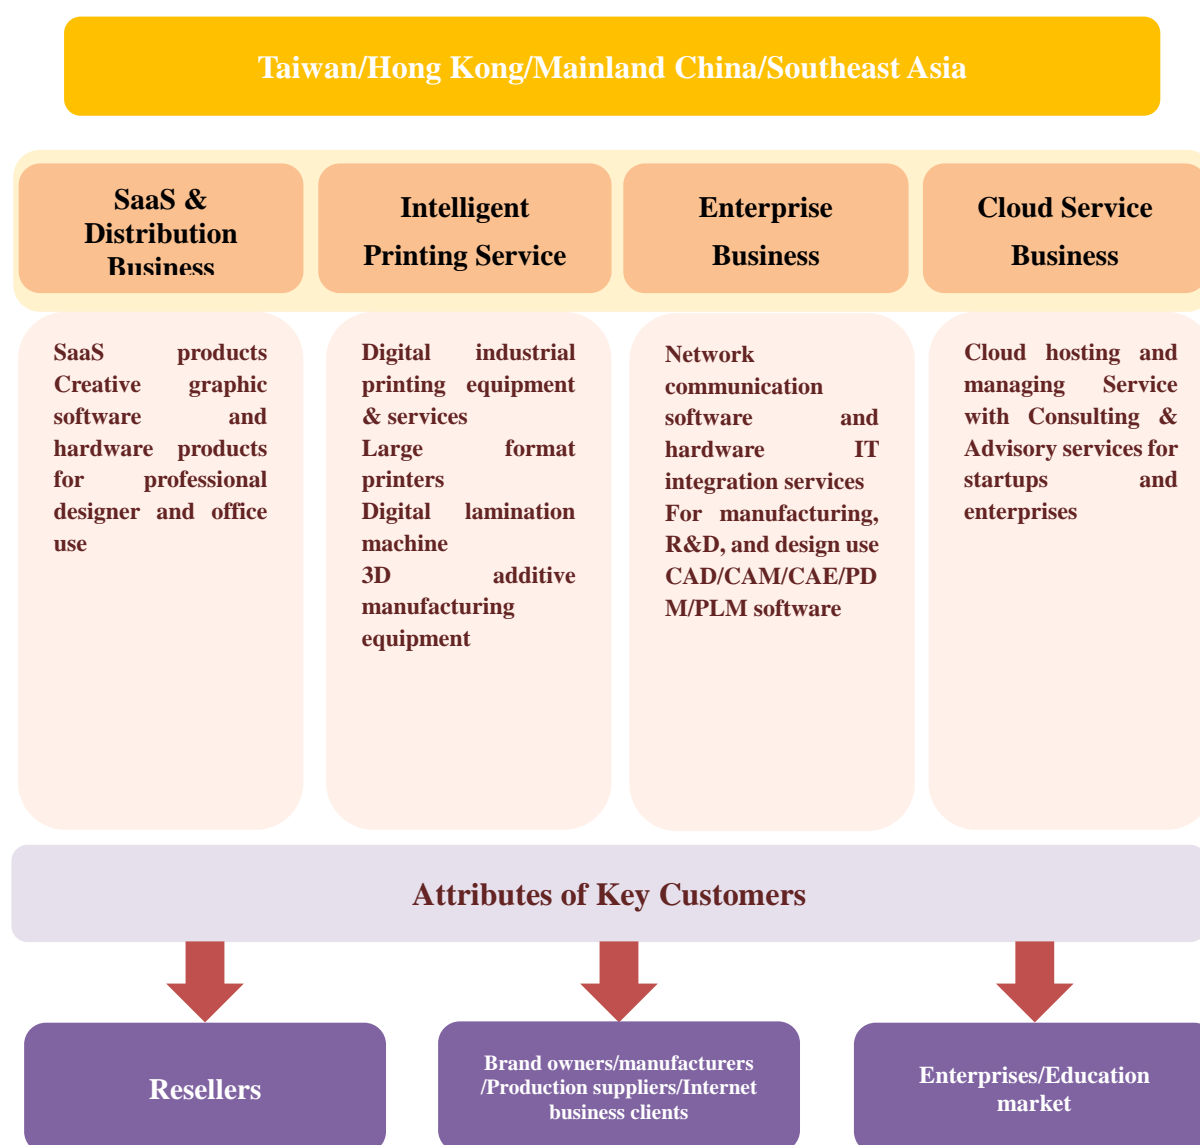 Taiwan/Hong Kong/Mainland China/Southeast Asia
SaaS &
Distribution
Business
Intelligent
Printing Service
Enterprise
Business
Cloud Service
Business
SaaS products
Creative graphic
software and
hardware products
for professional
designer and office
use
Digital industrial
printing equipment
& services
Large format
printers
Digital lamination
machine
3D additive
manufacturing
equipment
Network
communication
software and
hardware IT
integration services
For manufacturing,
R&D, and design use
CAD/CAM/CAE/PD
M/PLM software
Cloud hosting and
managing Service
with Consulting &
Advisory services for
startups and
enterprises
Attributes of Key Customers
Resellers
Brand owners/manufacturers
/Production suppliers/Internet
business clients
Enterprises/Education
market